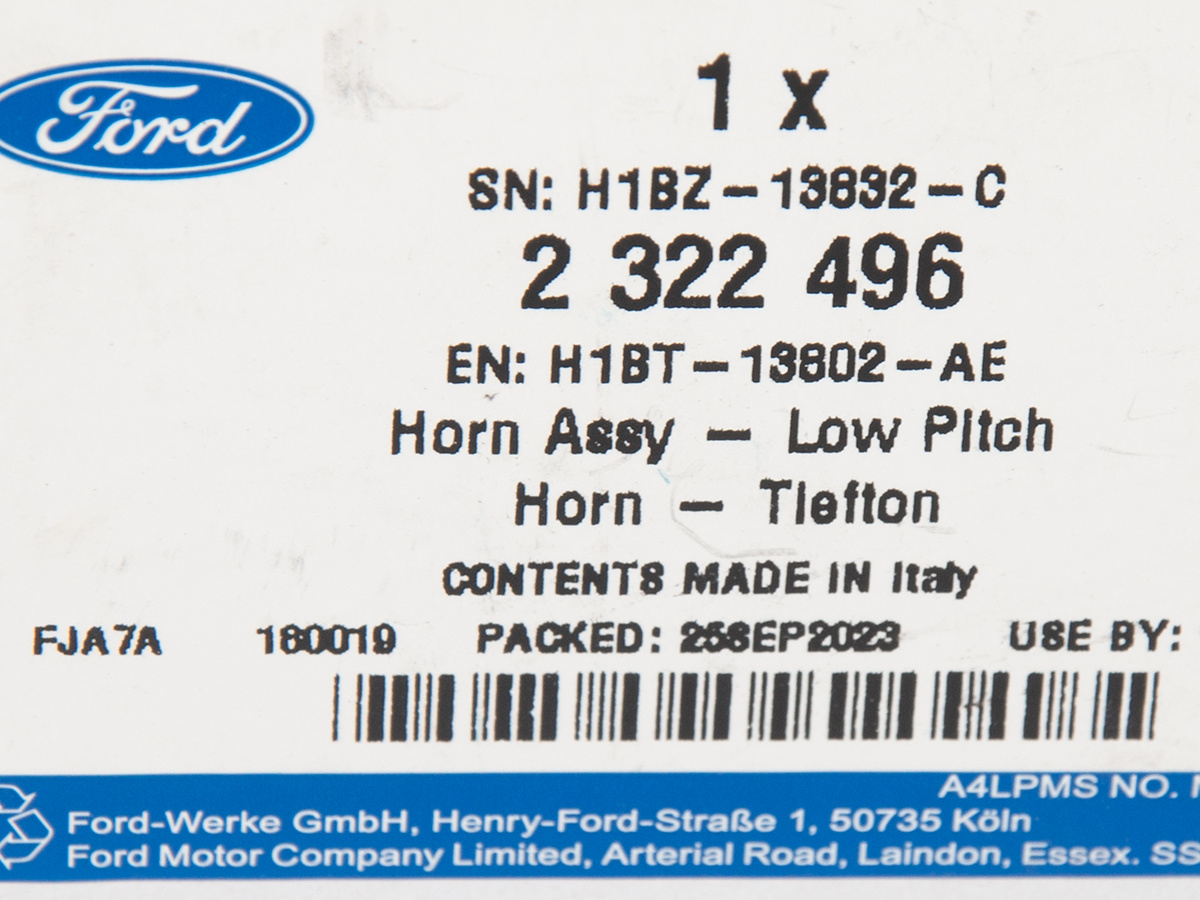 Ford
1 x
SN: H1BZ-13832-C
2 322 496
EN: H1BT-13802-AE
Horn Assy - Low Pitch
Horn - Tiefton
CONTENTS MADE IN Italy
FJA7A 160019 PACKED: 25SEP2023 USE BY:
A4LPMS NO.
Ford-Werke GmbH, Henry-Ford-Straße 1, 50735 Köln
Ford Motor Company Limited, Arterial Road, Laindon, Essex. SS